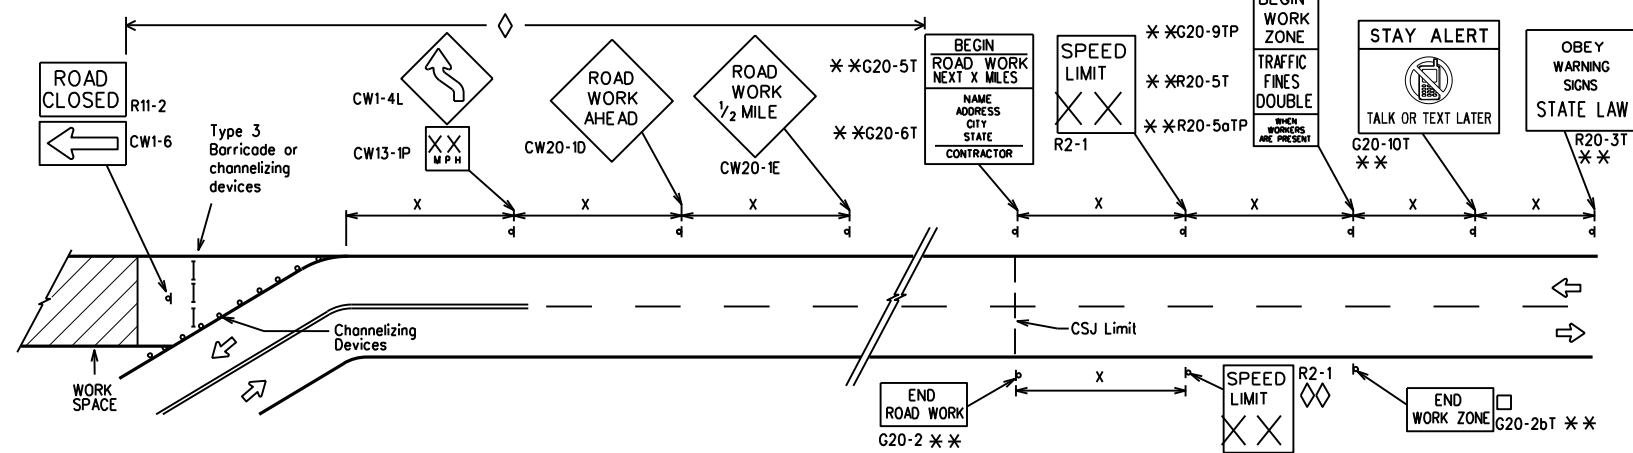 ROAD
CLOSED
R11-2
CW1-6
Type 3
Barricade or
channelizing
devices
CW1-4L
XX
MPH
CW13-1P
ROAD
WORK
AHEAD
CW20-1D
ROAD
WORK
1/2 MILE
CW20-1E
* *G20-5T
* *G20-6T
BEGIN
ROAD WORK
NEXT X MILES
NAME
ADDRESS
CITY
STATE
CONTRACTOR
SPEED
LIMIT
X X
R2-1
* *G20-9TP
* *R20-5T
* *R20-5aTP
BEGIN
WORK
ZONE
TRAFFIC
FINES
DOUBLE
WHEN
WORKERS
ARE PRESENT
STAY ALERT
TALK OR TEXT LATER
G20-10T
* *
OBEY
WARNING
SIGNS
STATE LAW
R20-3T
* *
X
X
X
X
X
X
X
Channelizing
Devices
CSJ Limit
WORK
SPACE
END
ROAD WORK
G20-2 * *
X
SPEED
LIMIT
X X
R2-1
END
WORK ZONE
G20-2bT * *